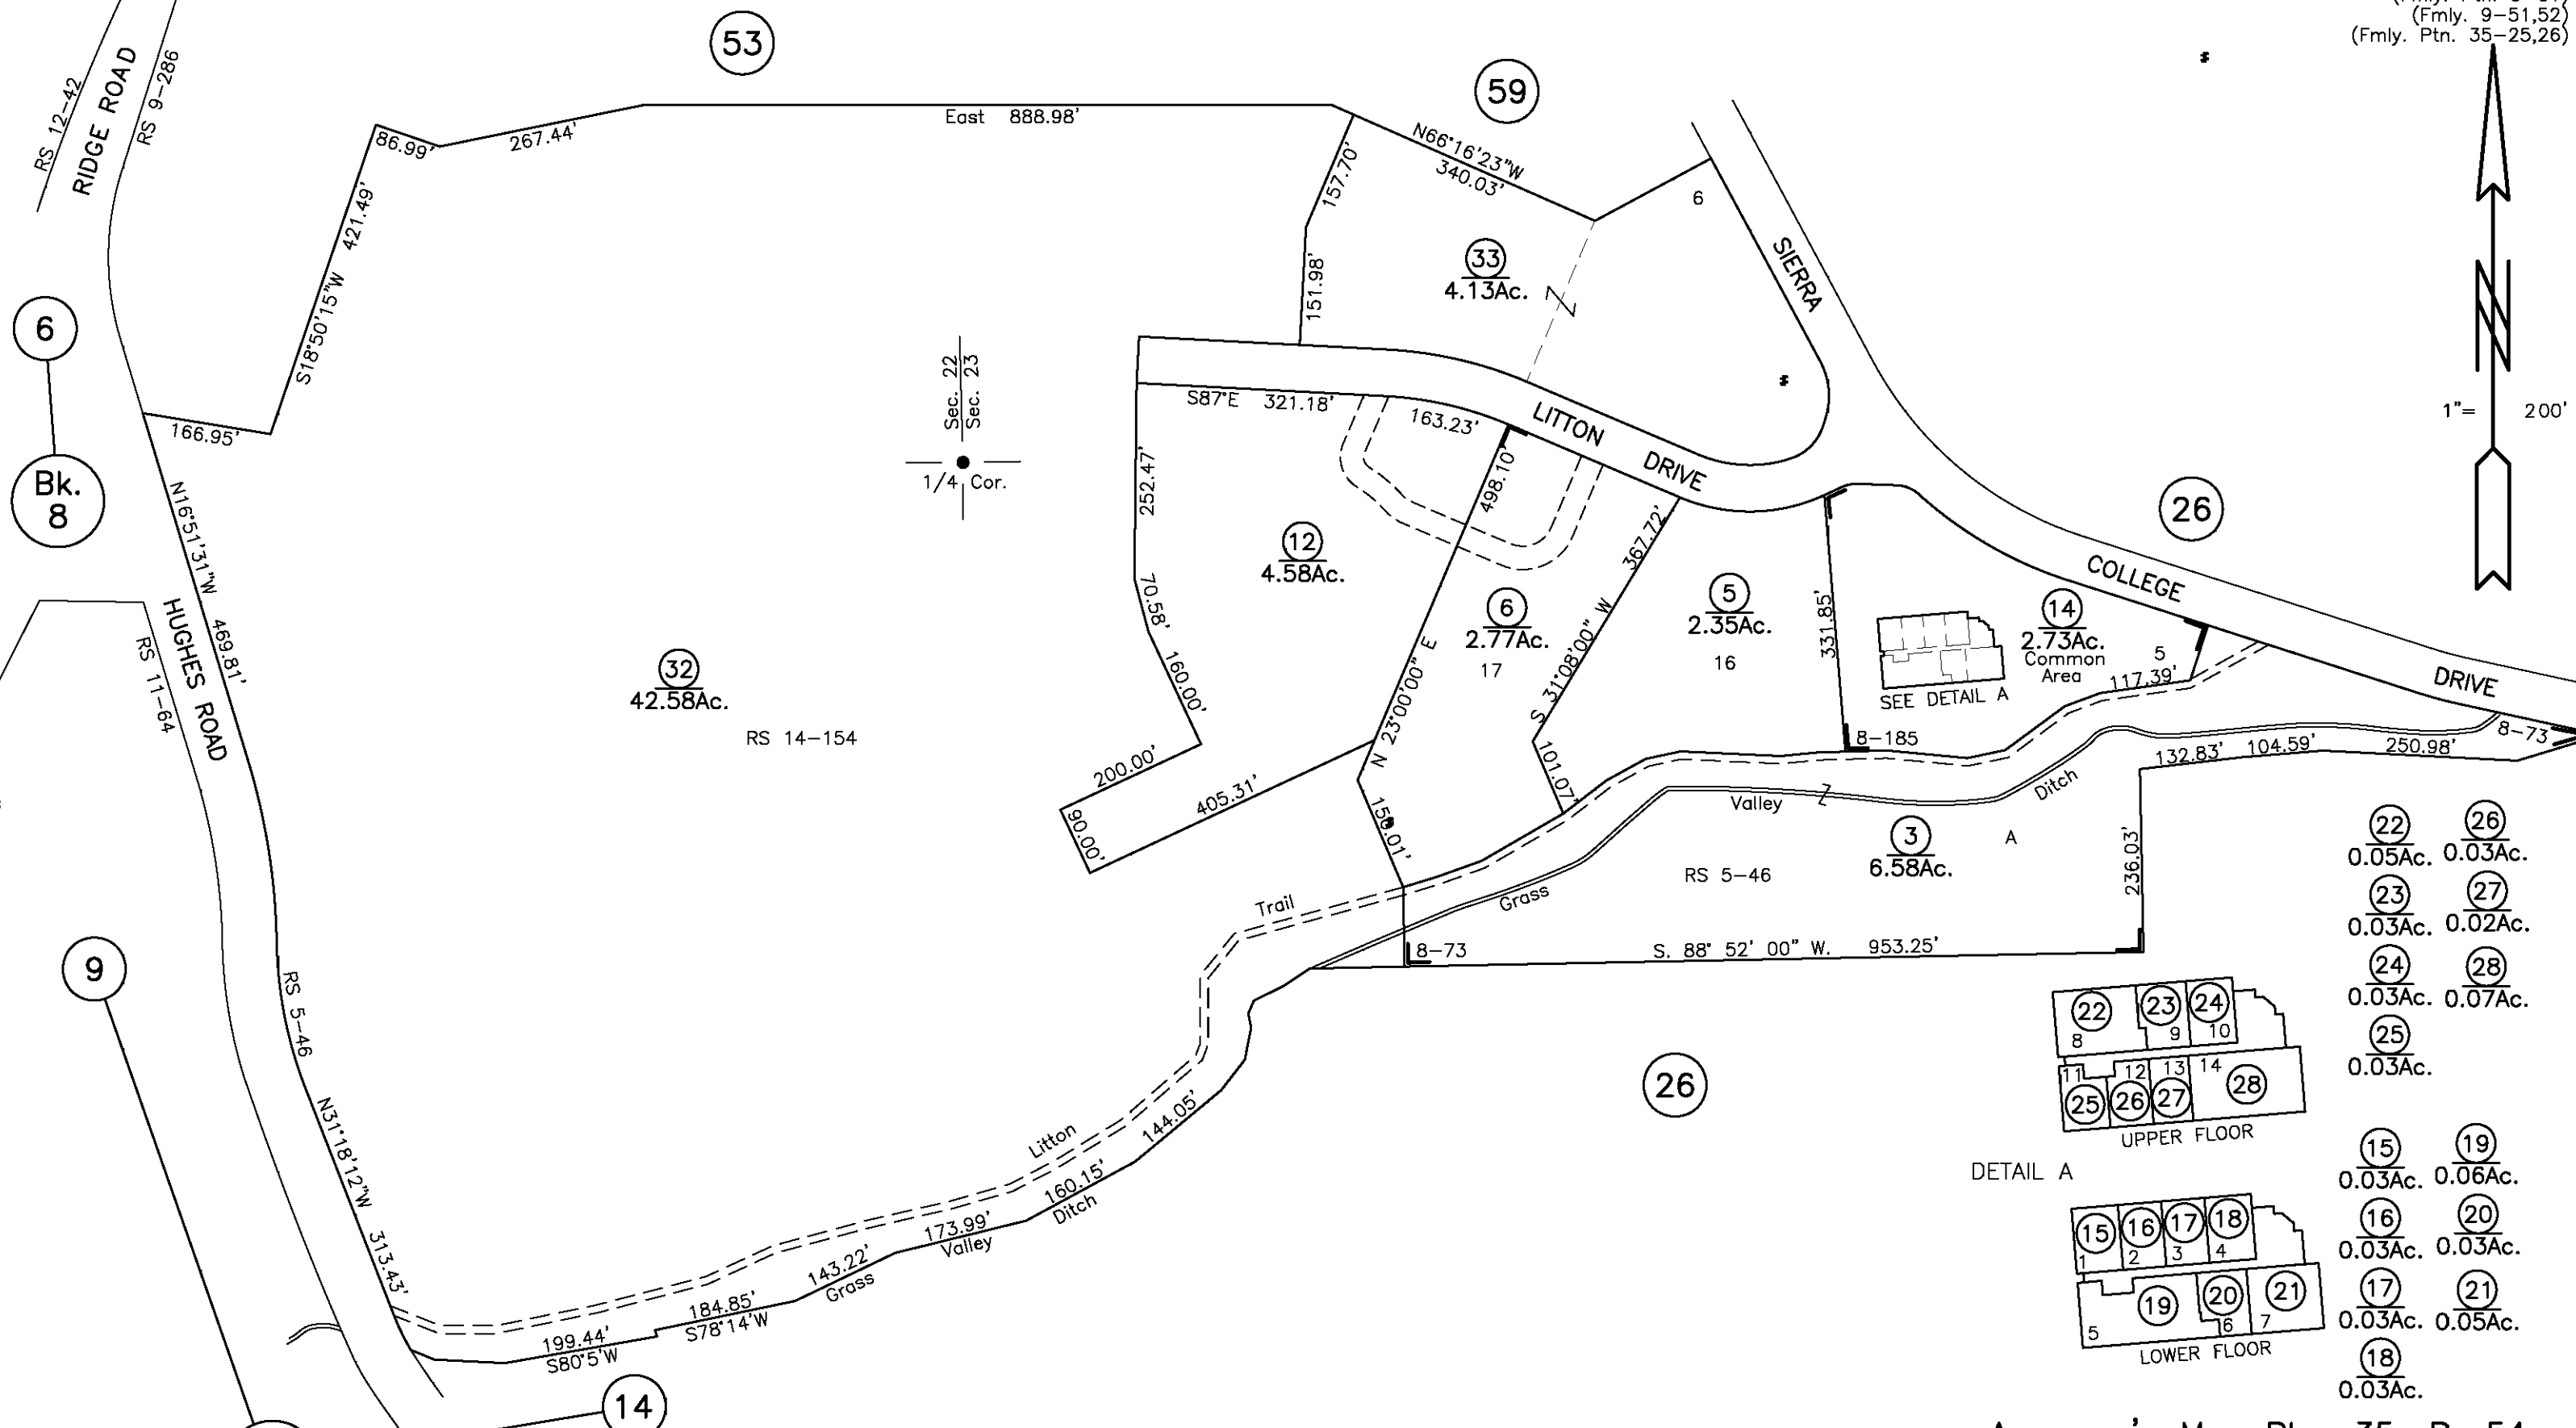 (Fmly. 9-51,52)
(Fmly. Ptn. 35-25,26)
53
59
RS 12-42
RIDGE ROAD
RS 9-286
86.99'
267.44'
East 888.98'
N66°16'23"W
340.03'
157.70'
151.98'
6
33
4.13Ac.
SIERRA
S18°50'15"W 421.49'
166.95'
6
Bk.
8
Sec. 22
Sec. 23
1/4 Cor.
S87°E 321.18'
163.23'
LITTON
DRIVE
1"= 200'
26
252.47'
70.58'
160.00'
200.00'
90.00'
405.31'
12
4.58Ac.
498.10'
N 23°00'00" E
6
2.77Ac.
17
367.72'
S 31°08'00" W
101.07'
5
2.35Ac.
16
331.85'
COLLEGE
DRIVE
14
2.73Ac.
Common
Area
5
117.39'
SEE DETAIL A
8-185
8-73
132.83'
104.59'
250.98'
N16°51'31"W 469.81'
HUGHES ROAD
RS 11-64
32
42.58Ac.
RS 14-154
Valley
Ditch
3
6.58Ac.
A
RS 5-46
Grass
236.03'
Trail
8-73
S. 88° 52' 00" W. 953.25'
9
RS 5-46
N31°18'12"W 313.43'
26
Litton
144.05'
160.15'
Ditch
173.99'
Valley
143.22'
Grass
184.85'
S78°14'W
199.44'
S80°5'W
14
22
0.05Ac.
26
0.03Ac.
23
0.03Ac.
27
0.02Ac.
24
0.03Ac.
28
0.07Ac.
25
0.03Ac.
22 23 24
8 9 10
11 12 13 14
25 26 27 28
UPPER FLOOR
DETAIL A
15
0.03Ac.
19
0.06Ac.
16
0.03Ac.
20
0.03Ac.
17
0.03Ac.
21
0.05Ac.
18
0.03Ac.
15 16 17 18
1 2 3 4
19 20 21
5 6 7
LOWER FLOOR